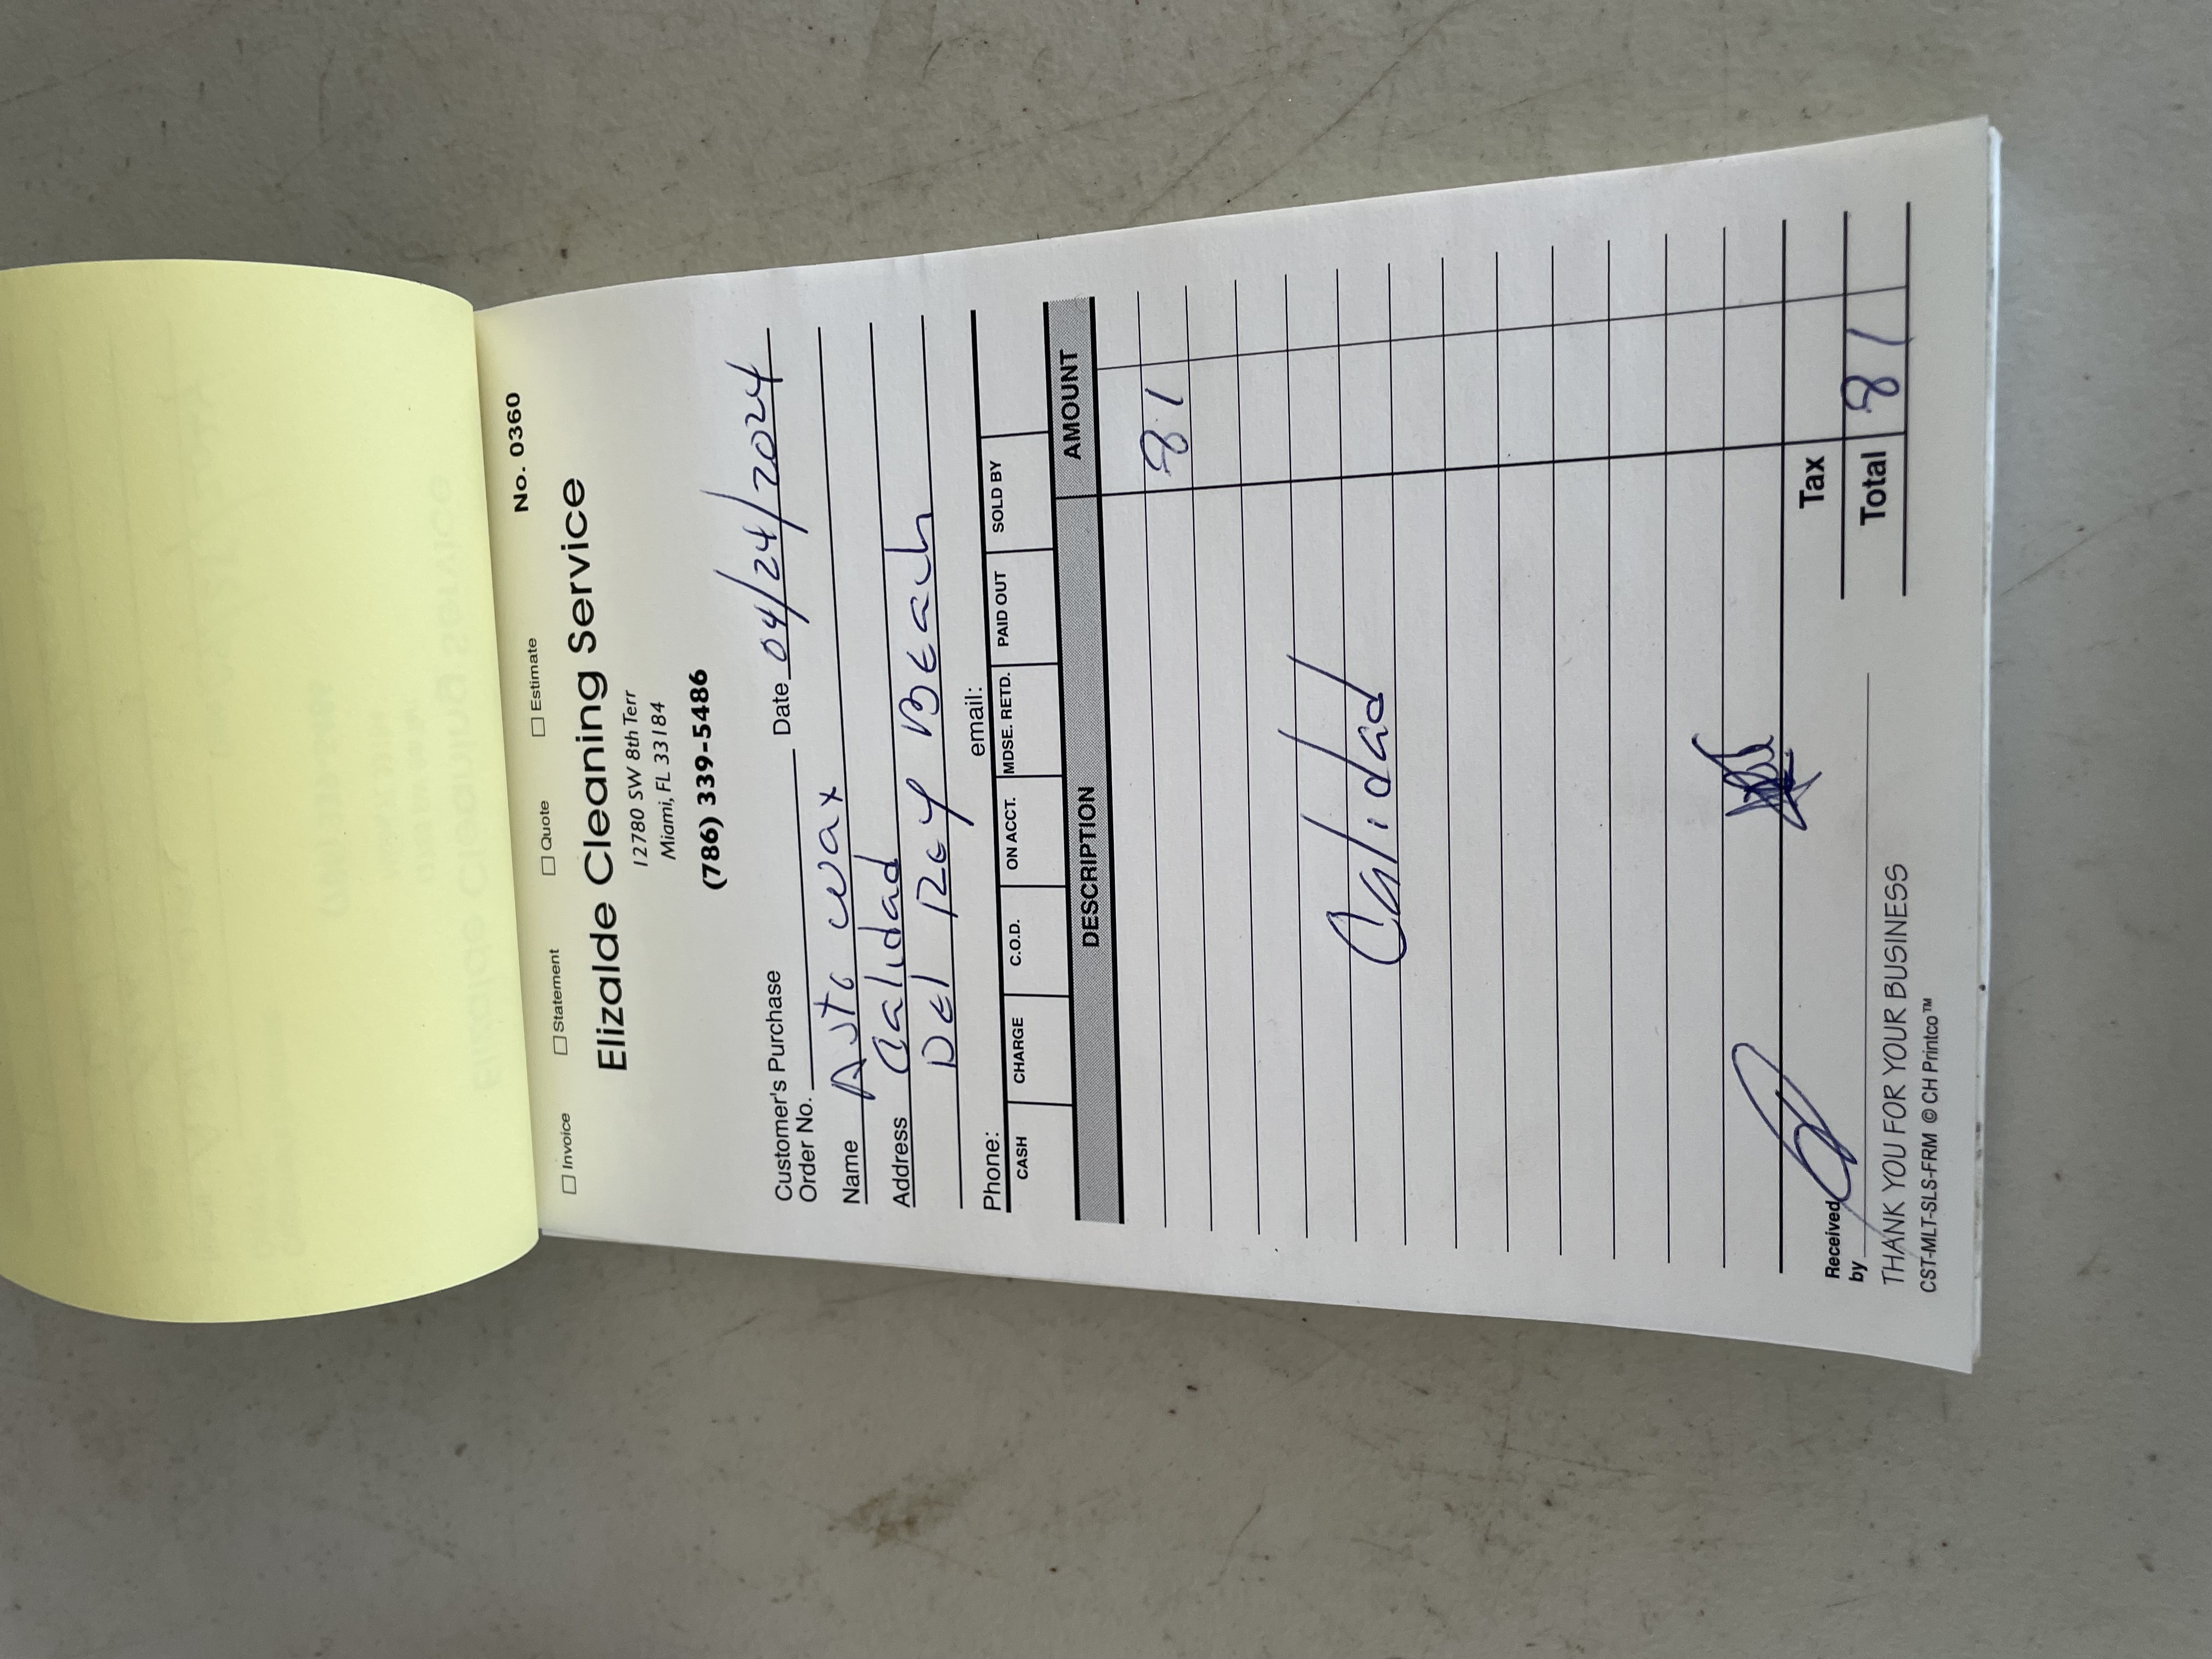 No. 0360
Invoice Statement Quote Estimate
Elizalde Cleaning Service
12780 SW 8th Terr
Miami, FL 33184
(786) 339-5486
Customer's Purchase
Order No. Date 04/24/2024
Name Auto wax
Address Calidad
Del Rey Beach
Phone: email:
CASH CHARGE C.O.D. ON ACCT. MDSE. RETD. PAID OUT SOLD BY
DESCRIPTION AMOUNT
81
Calidad
Tax
Received
by
Total 81
THANK YOU FOR YOUR BUSINESS
CST-MLT-SLS-FRM © CH Printco™